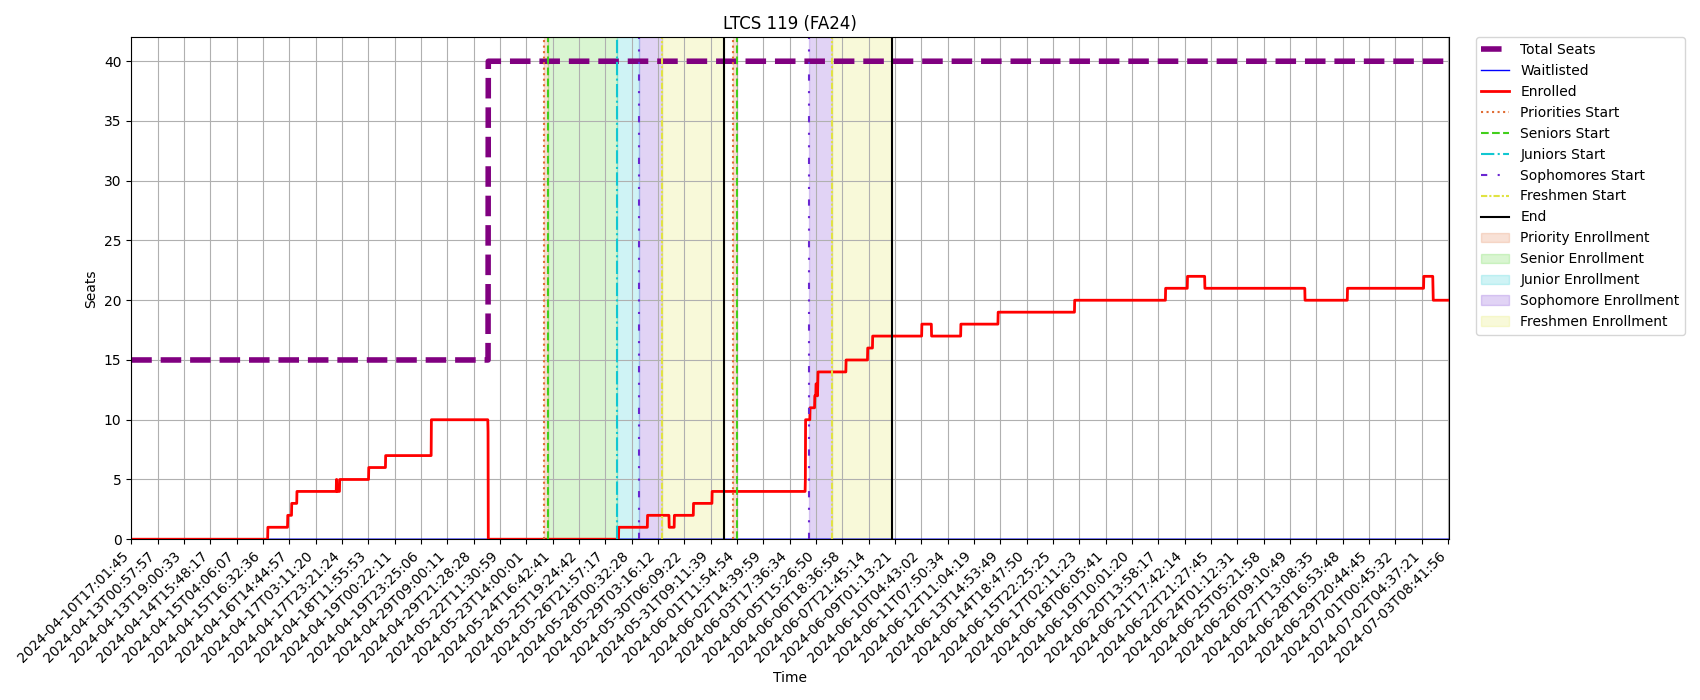 LTCS 119 (FA24)
Seats
40
35
30
25
20
15
10
5
0
2024-04-10T17:01:45
2024-04-13T00:57:57
2024-04-13T19:00:33
2024-04-14T15:48:17
2024-04-15T04:06:07
2024-04-15T16:32:36
2024-04-16T14:44:57
2024-04-17T03:11:20
2024-04-17T23:21:24
2024-04-18T11:55:53
2024-04-19T00:22:11
2024-04-19T23:25:06
2024-04-29T09:00:11
2024-04-29T21:28:28
2024-05-22T11:30:59
2024-05-23T14:00:01
2024-05-24T16:42:41
2024-05-25T19:24:42
2024-05-26T21:57:17
2024-05-28T00:32:28
2024-05-29T03:16:12
2024-05-30T06:09:22
2024-05-31T09:11:39
2024-06-01T11:54:54
2024-06-02T14:39:59
2024-06-03T17:36:34
2024-06-05T15:26:50
2024-06-06T18:36:58
2024-06-07T21:45:14
2024-06-09T01:13:21
2024-06-10T04:43:02
2024-06-11T07:50:34
2024-06-12T11:04:19
2024-06-13T14:53:49
2024-06-14T18:47:50
2024-06-15T22:25:25
2024-06-17T02:11:23
2024-06-18T06:05:41
2024-06-19T10:01:20
2024-06-20T13:58:17
2024-06-21T17:42:14
2024-06-22T21:27:45
2024-06-24T01:12:31
2024-06-25T05:21:58
2024-06-26T09:10:49
2024-06-27T13:08:35
2024-06-28T16:53:48
2024-06-29T20:44:45
2024-07-01T00:45:32
2024-07-02T04:37:21
2024-07-03T08:41:56
Time
Total Seats
Waitlisted
Enrolled
Priorities Start
Seniors Start
Juniors Start
Sophomores Start
Freshmen Start
End
Priority Enrollment
Senior Enrollment
Junior Enrollment
Sophomore Enrollment
Freshmen Enrollment